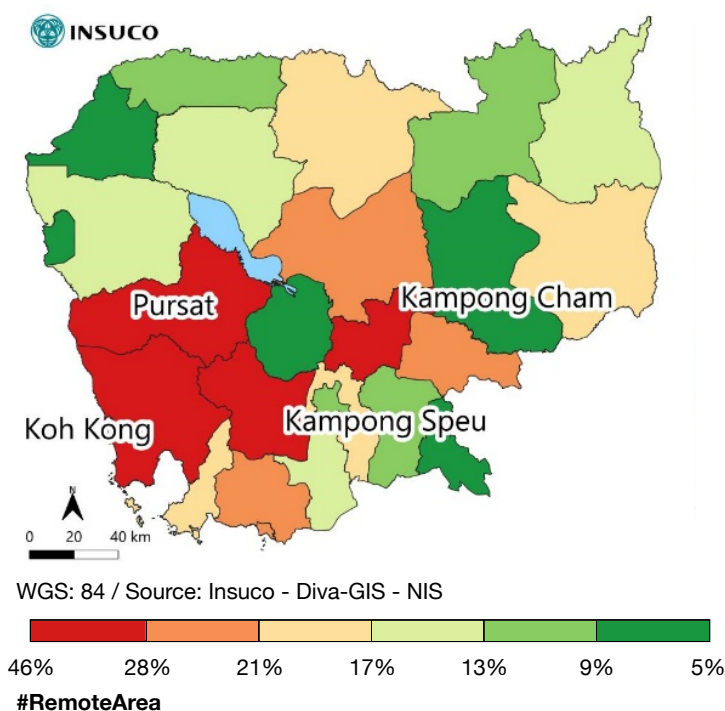 INSUCO
Pursat
Kampong Cham
Koh Kong
Kampong Speu
N
0 20 40 km
WGS: 84 / Source: Insuco - Diva-GIS - NIS
46% 28% 21% 17% 13% 9% 5%
#RemoteArea